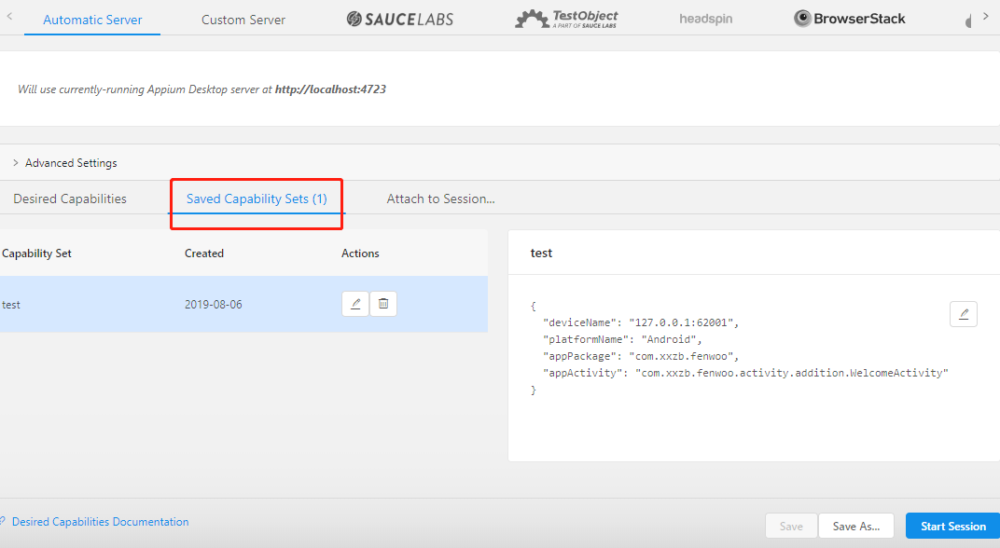 Automatic Server
Custom Server
SAUCELABS
TestObject
A PART OF SAUCE LABS
headspin
BrowserStack
Will use currently-running Appium Desktop server at http://localhost:4723
Advanced Settings
Desired Capabilities
Saved Capability Sets (1)
Attach to Session...
Capability Set
Created
Actions
test
2019-08-06
test
{
"deviceName": "127.0.0.1:62001",
"platformName": "Android",
"appPackage": "com.xxzb.fenwoo",
"appActivity": "com.xxzb.fenwoo.activity.addition.WelcomeActivity"
}
Desired Capabilities Documentation
Save
Save As...
Start Session